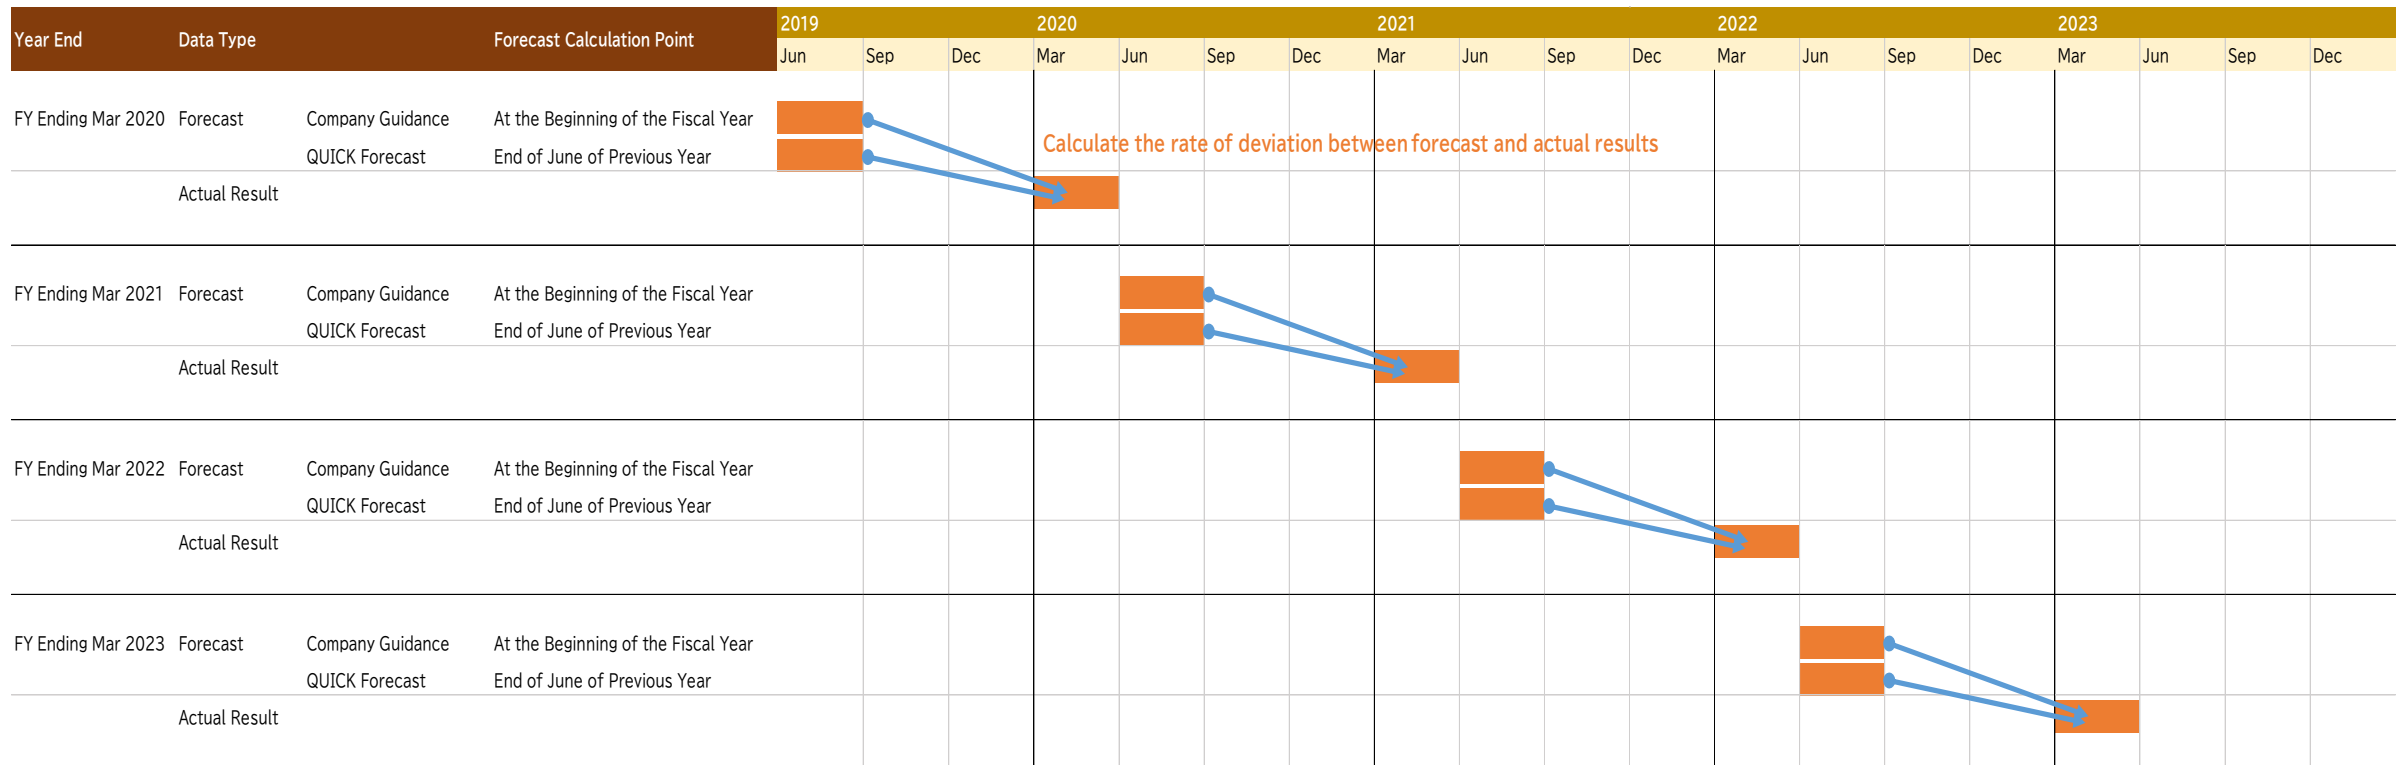 Year End Data Type Forecast Calculation Point 2019 2020 2021 2022 2023
Jun Sep Dec Mar Jun Sep Dec Mar Jun Sep Dec Mar Jun Sep Dec Mar Jun Sep Dec
FY Ending Mar 2020 Forecast Company Guidance At the Beginning of the Fiscal Year
Calculate the rate of deviation between forecast and actual results
QUICK Forecast End of June of Previous Year
Actual Result
FY Ending Mar 2021 Forecast Company Guidance At the Beginning of the Fiscal Year
QUICK Forecast End of June of Previous Year
Actual Result
FY Ending Mar 2022 Forecast Company Guidance At the Beginning of the Fiscal Year
QUICK Forecast End of June of Previous Year
Actual Result
FY Ending Mar 2023 Forecast Company Guidance At the Beginning of the Fiscal Year
QUICK Forecast End of June of Previous Year
Actual Result